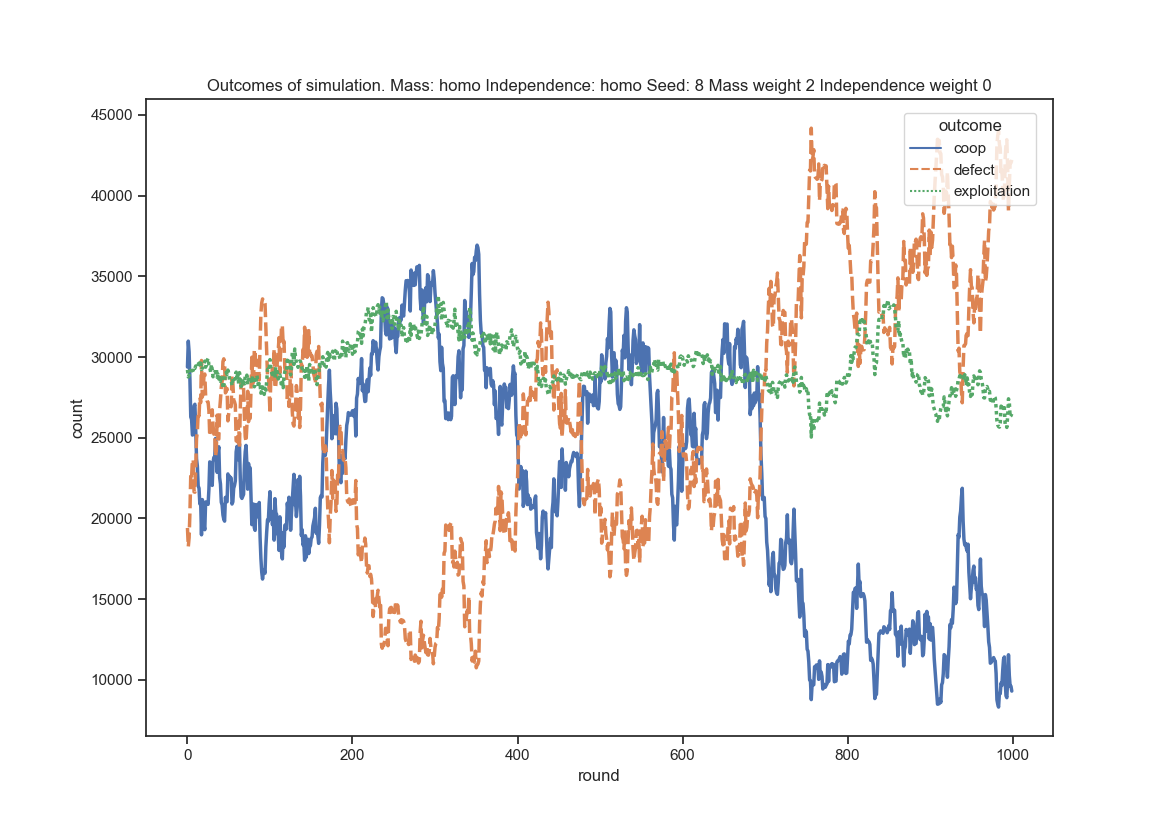 Outcomes of simulation. Mass: homo Independence: homo Seed: 8 Mass weight 2 Independence weight 0
45000
40000
35000
30000
25000
20000
15000
10000
count
outcome
coop
defect
exploitation
0 200 400 600 800 1000
round